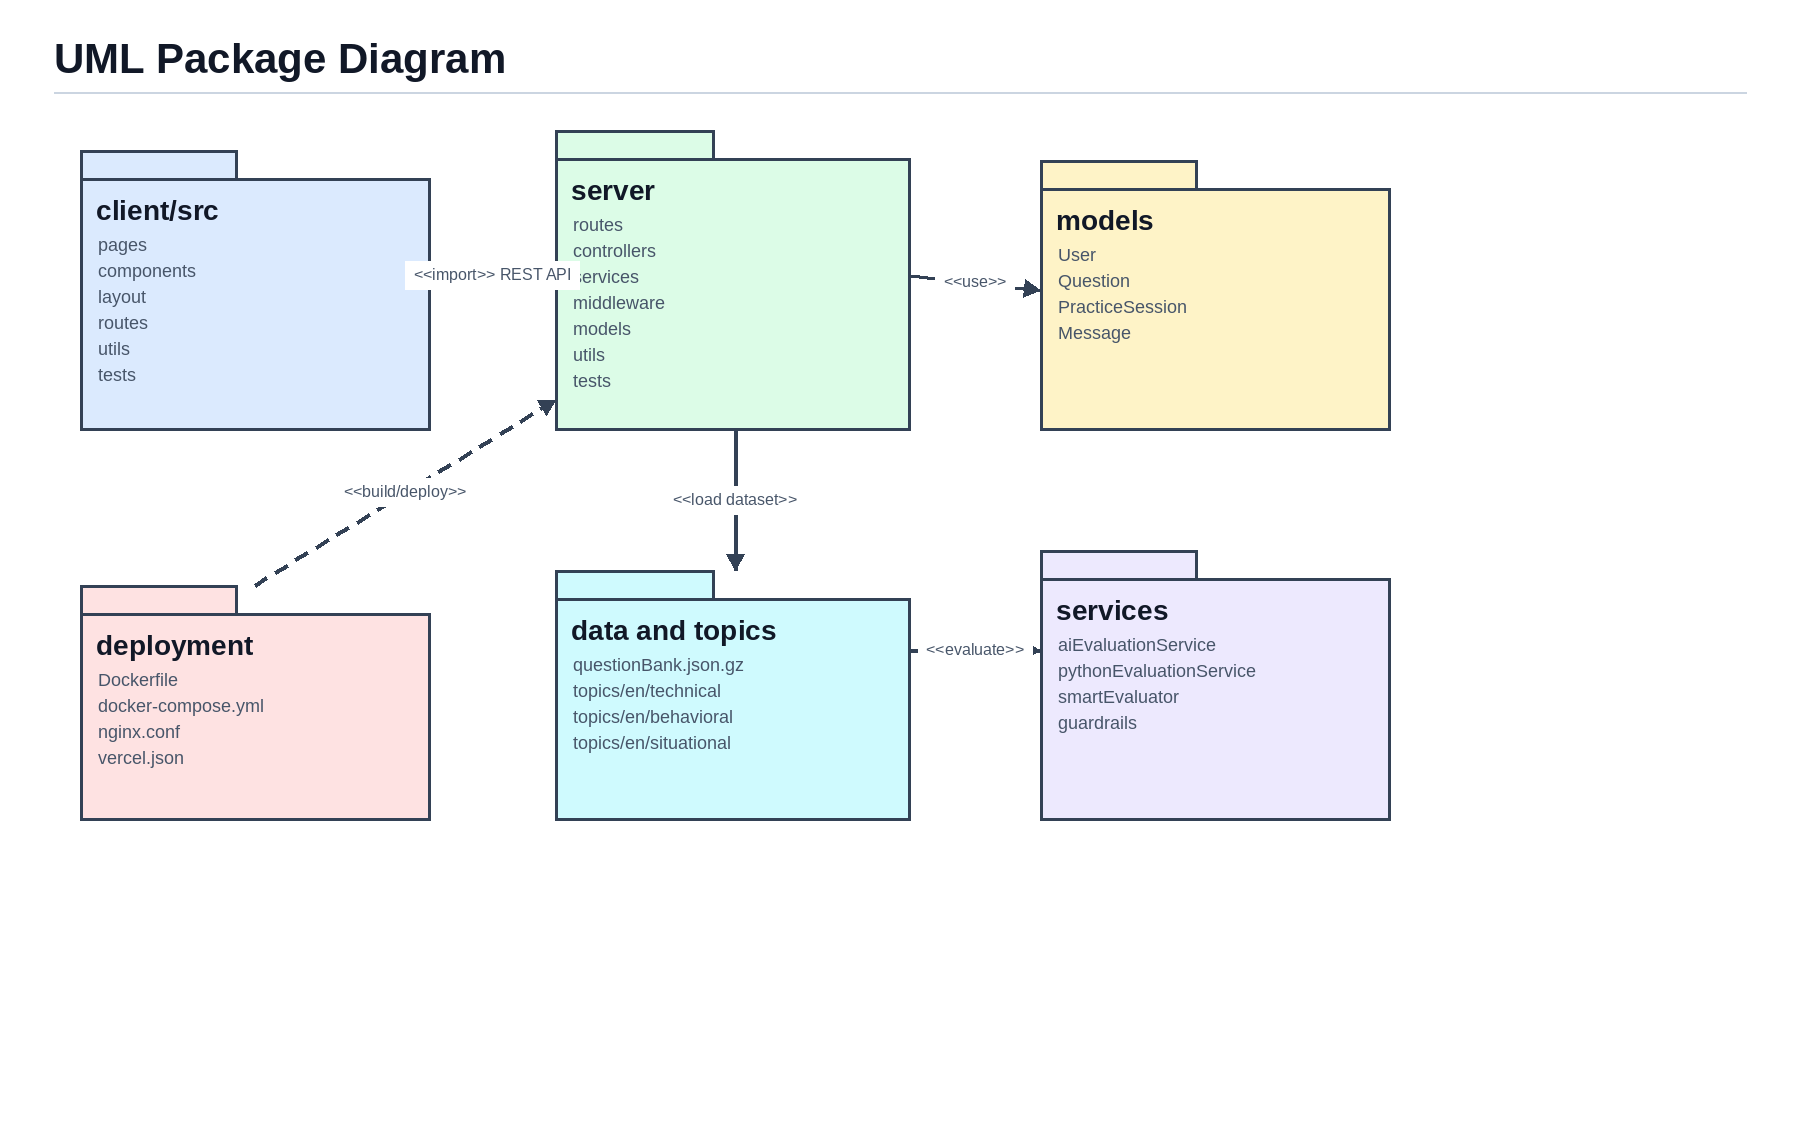 UML Package Diagram
client/src
pages
components
layout
routes
utils
tests
<<import>> REST API
server
routes
controllers
services
middleware
models
utils
tests
<<use>>
models
User
Question
PracticeSession
Message
<<build/deploy>>
<<load dataset>>
deployment
Dockerfile
docker-compose.yml
nginx.conf
vercel.json
data and topics
questionBank.json.gz
topics/en/technical
topics/en/behavioral
topics/en/situational
<<evaluate>>
services
aiEvaluationService
pythonEvaluationService
smartEvaluator
guardrails